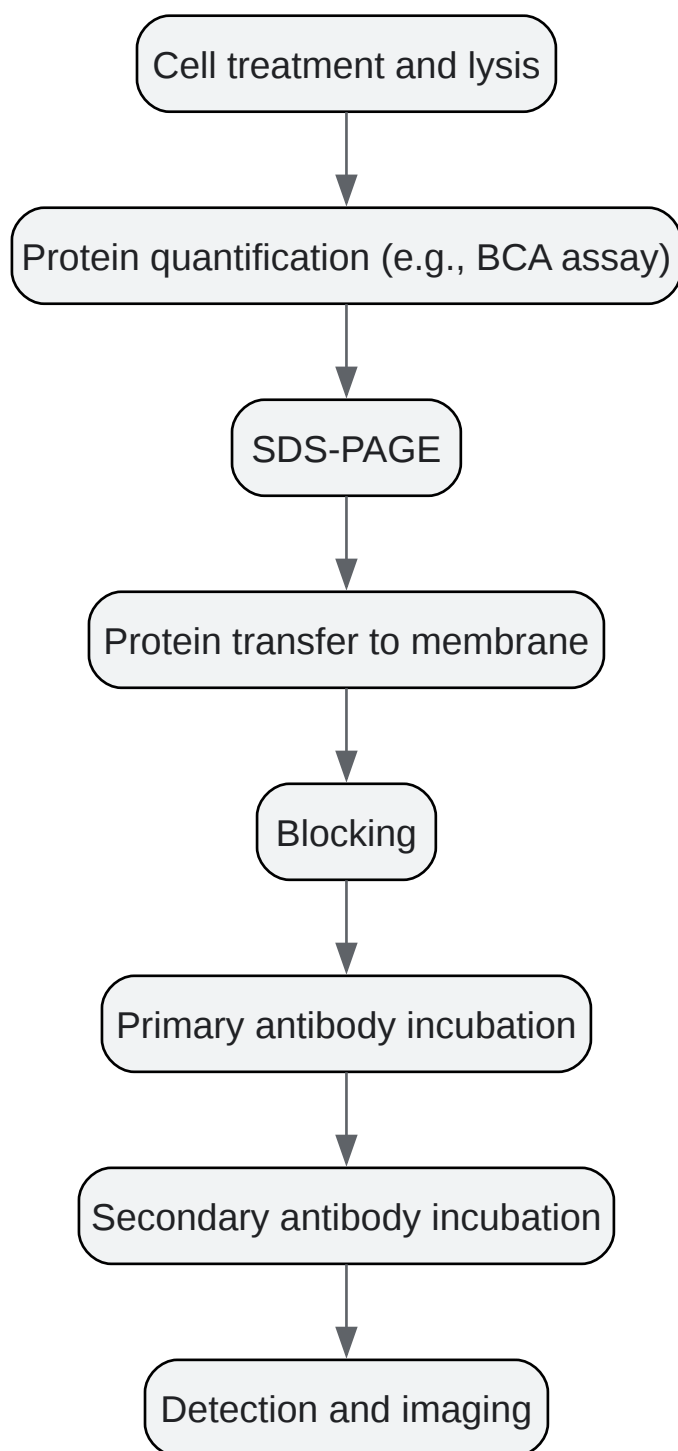 Cell treatment and lysis
Protein quantification (e.g., BCA assay)
SDS-PAGE
Protein transfer to membrane
Blocking
Primary antibody incubation
Secondary antibody incubation
Detection and imaging